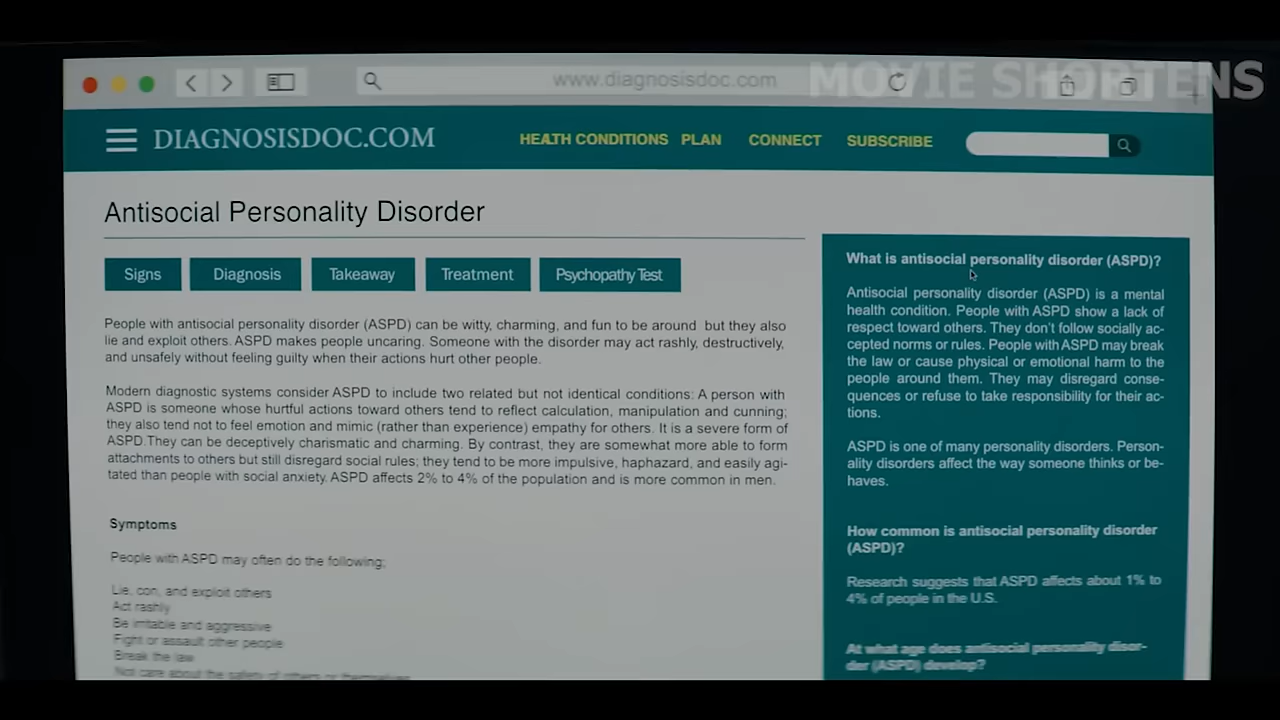 MOVIE SHORTENS
www.diagnosisdoc.com
DIAGNOSISDOC.COM
HEALTH CONDITIONS PLAN CONNECT SUBSCRIBE
Antisocial Personality Disorder
Signs
Diagnosis
Takeaway
Treatment
Psychopathy Test
People with antisocial personality disorder (ASPD) can be witty, charming, and fun to be around but they also
lie and exploit others. ASPD makes people uncaring. Someone with the disorder may act rashly, destructively,
and unsafely without feeling guilty when their actions hurt other people.
Modern diagnostic systems consider ASPD to include two related but not identical conditions: A person with
ASPD is someone whose hurtful actions toward others tend to reflect calculation, manipulation and cunning;
they also tend not to feel emotion and mimic (rather than experience) empathy for others. It is a severe form of
ASPD.They can be deceptively charismatic and charming. By contrast, they are somewhat more able to form
attachments to others but still disregard social rules; they tend to be more impulsive, haphazard, and easily agi-
tated than people with social anxiety. ASPD affects 2% to 4% of the population and is more common in men.
Symptoms
People with ASPD may often do the following:
Lie, con, and exploit others
Act rashly
Be irritable and aggressive
Fight or assault other people
Break the law
Not care about the safety of others or themselves
What is antisocial personality disorder (ASPD)?
Antisocial personality disorder (ASPD) is a mental
health condition. People with ASPD show a lack of
respect toward others. They don't follow socially ac-
cepted norms or rules. People with ASPD may break
the law or cause physical or emotional harm to the
people around them. They may disregard conse-
quences or refuse to take responsibility for their ac-
tions.
ASPD is one of many personality disorders. Person-
ality disorders affect the way someone thinks or be-
haves.
How common is antisocial personality disorder
(ASPD)?
Research suggests that ASPD affects about 1% to
4% of people in the U.S.
At what age does antisocial personality disor-
der (ASPD) develop?